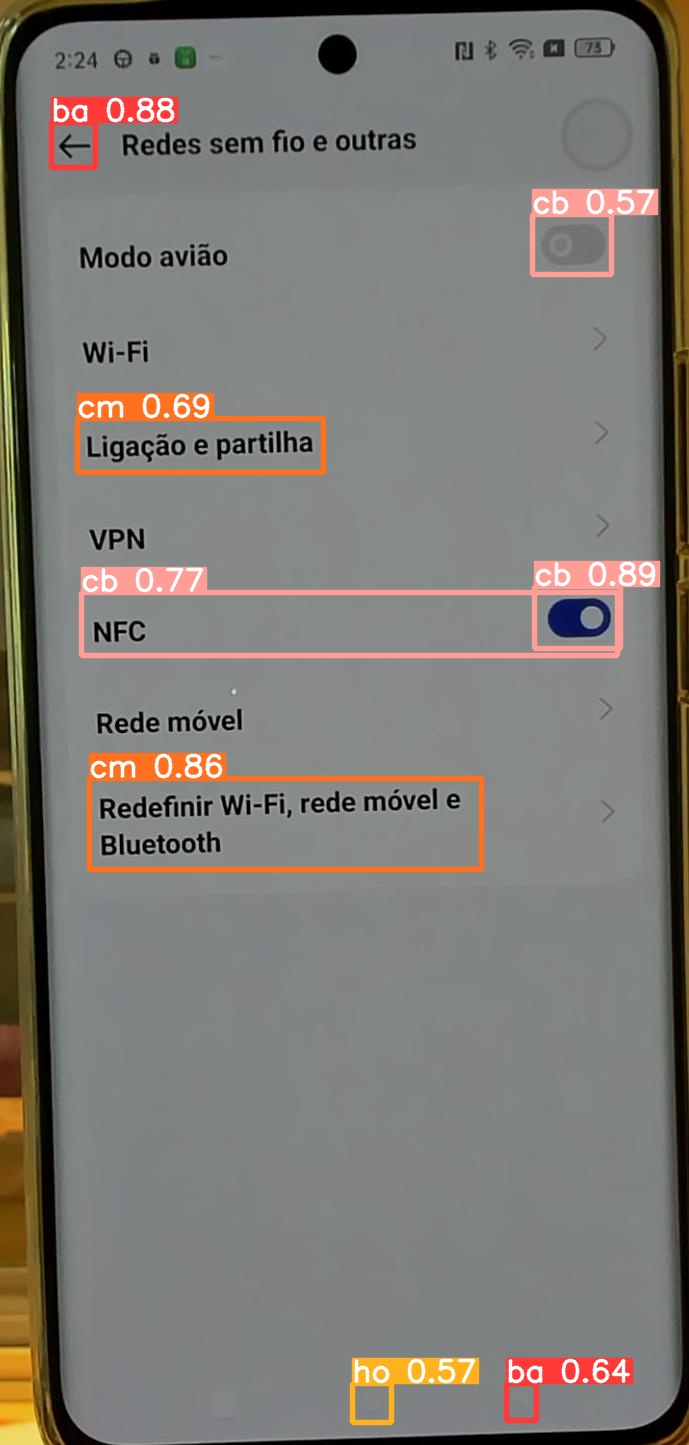 2:24
73
ba 0.88
Redes sem fio e outras
cb 0.57
Modo avião
Wi-Fi
cm 0.69
Ligação e partilha
VPN
cb 0.77
cb 0.89
NFC
Rede móvel
cm 0.86
Redefinir Wi-Fi, rede móvel e
Bluetooth
ho 0.57
ba 0.64